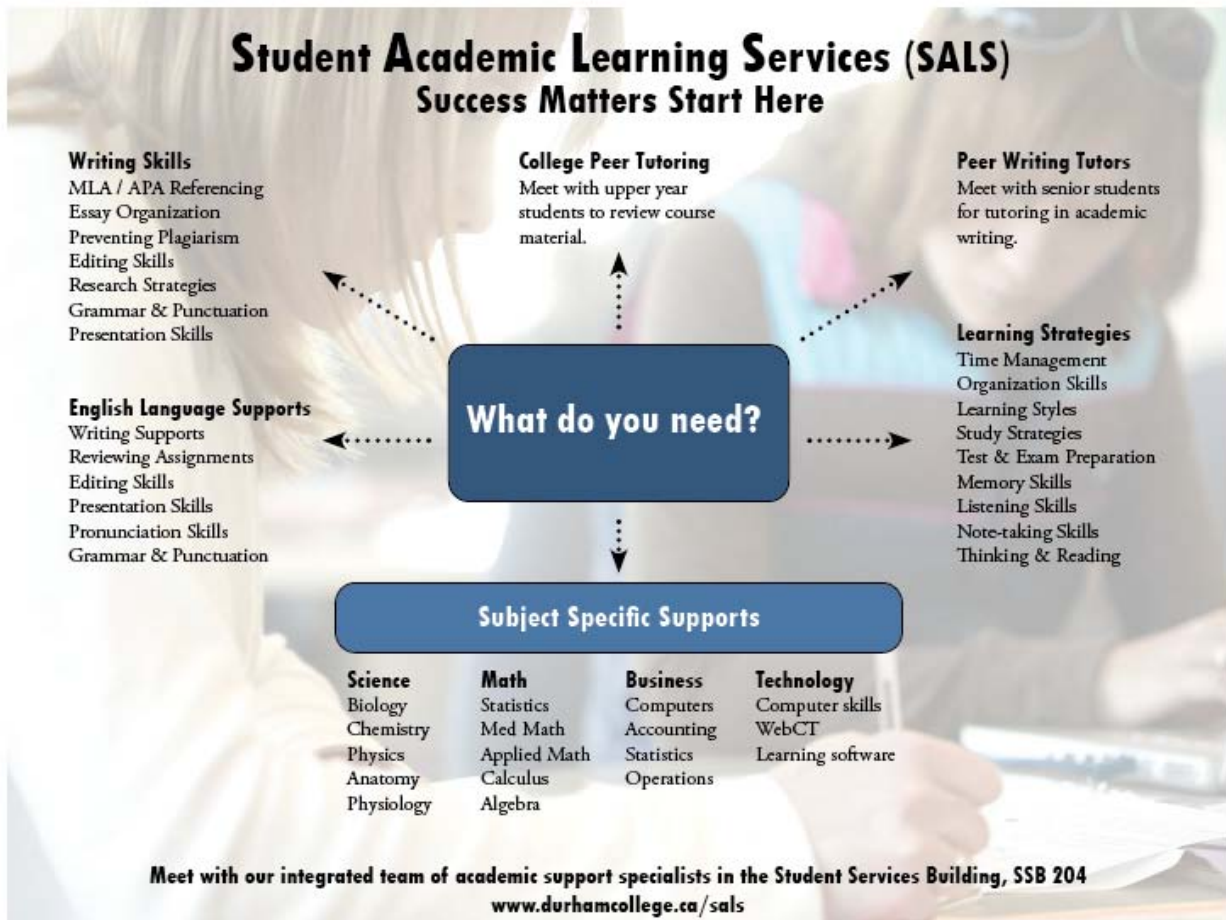 Student Academic Learning Services (SALS)
Success Matters Start Here
Writing Skills
MLA / APA Referencing
Essay Organization
Preventing Plagiarism
Editing Skills
Research Strategies
Grammar & Punctuation
Presentation Skills
College Peer Tutoring
Meet with upper year
students to review course
material.
Peer Writing Tutors
Meet with senior students
for tutoring in academic
writing.
English Language Supports
Writing Supports
Reviewing Assignments
Editing Skills
Presentation Skills
Pronunciation Skills
Grammar & Punctuation
What do you need?
Learning Strategies
Time Management
Organization Skills
Learning Styles
Study Strategies
Test & Exam Preparation
Memory Skills
Listening Skills
Note-taking Skills
Thinking & Reading
Subject Specific Supports
Science
Biology
Chemistry
Physics
Anatomy
Physiology
Math
Statistics
Med Math
Applied Math
Calculus
Algebra
Business
Computers
Accounting
Statistics
Operations
Technology
Computer skills
WebCT
Learning software
Meet with our integrated team of academic support specialists in the Student Services Building, SSB 204
www.durhamcollege.ca/sals